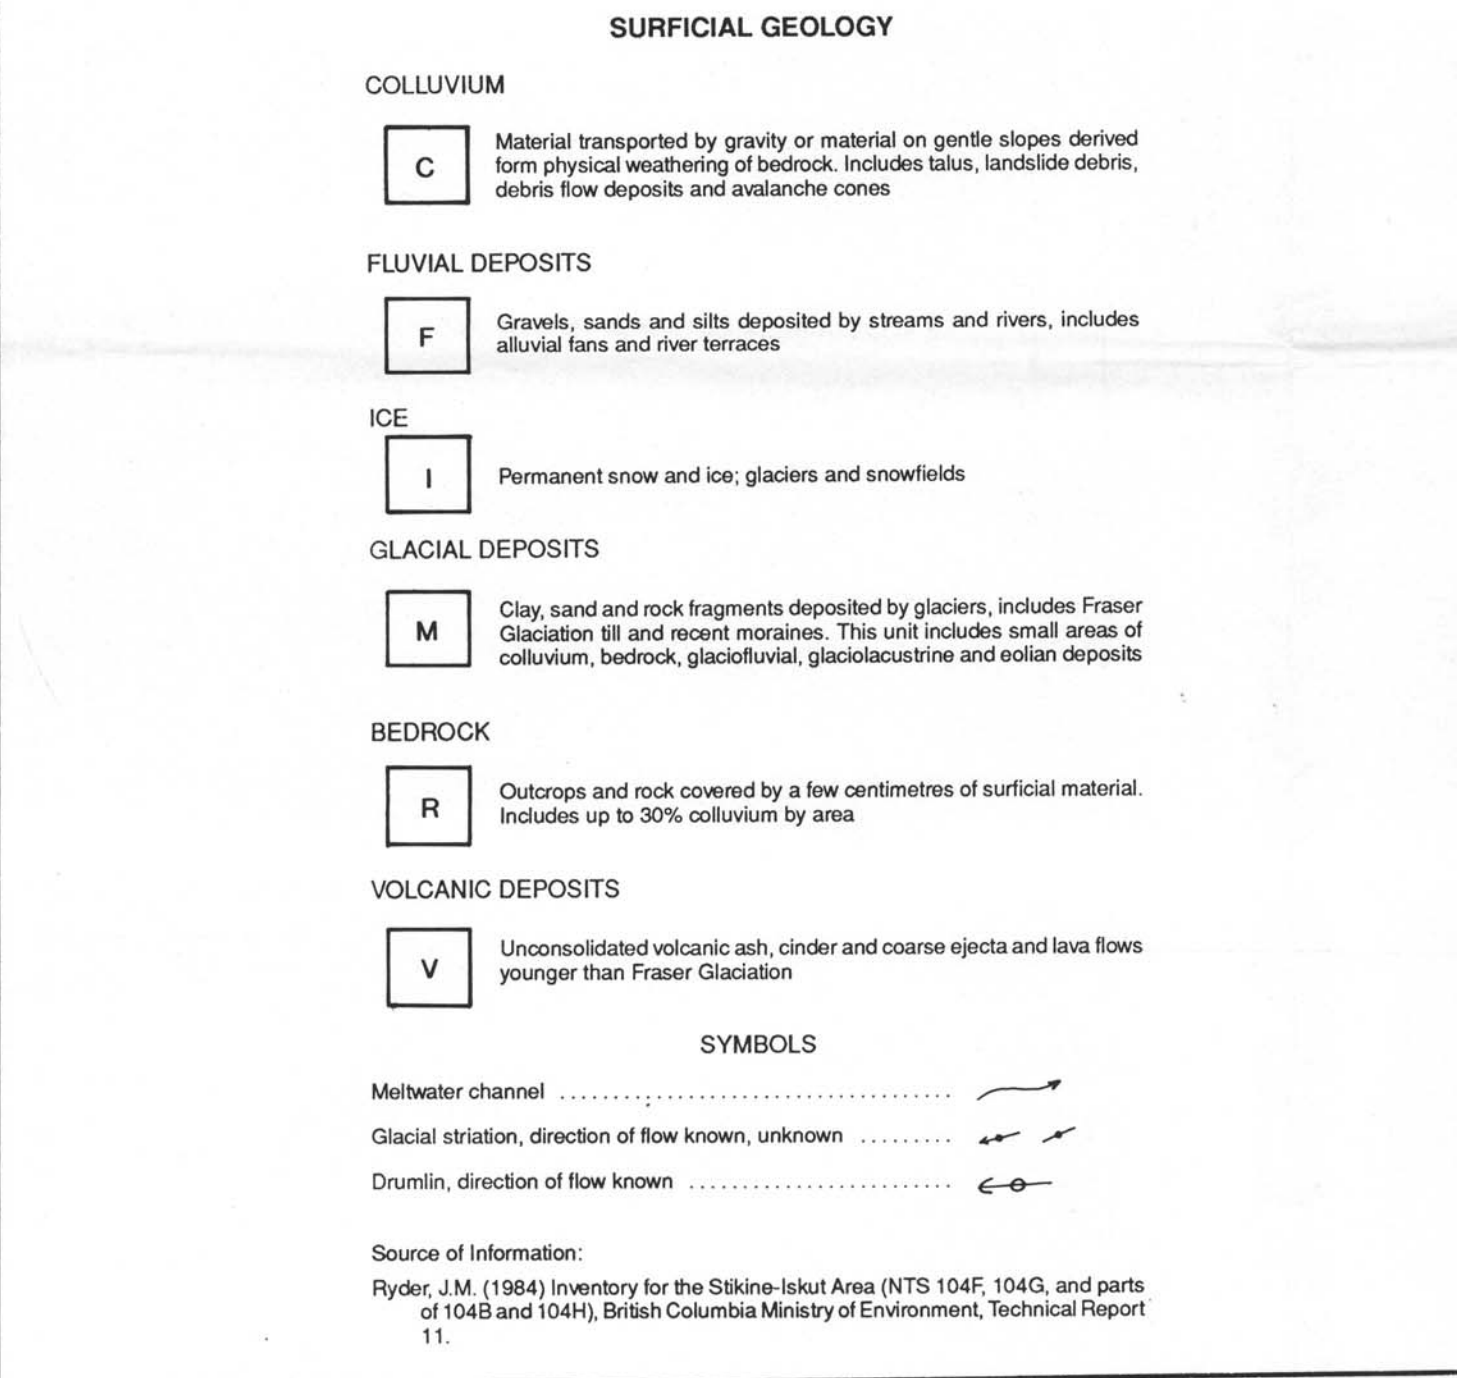 SURFICIAL GEOLOGY
COLLUVIUM
C
Material transported by gravity or material on gentle slopes derived
form physical weathering of bedrock. Includes talus, landslide debris,
debris flow deposits and avalanche cones
FLUVIAL DEPOSITS
F
Gravels, sands and silts deposited by streams and rivers, includes
alluvial fans and river terraces
ICE
I
Permanent snow and ice; glaciers and snowfields
GLACIAL DEPOSITS
M
Clay, sand and rock fragments deposited by glaciers, includes Fraser
Glaciation till and recent moraines. This unit includes small areas of
colluvium, bedrock, glaciofluvial, glaciolacustrine and eolian deposits
BEDROCK
R
Outcrops and rock covered by a few centimetres of surficial material.
Includes up to 30% colluvium by area
VOLCANIC DEPOSITS
V
Unconsolidated volcanic ash, cinder and coarse ejecta and lava flows
younger than Fraser Glaciation
SYMBOLS
Meltwater channel ....................................
Glacial striation, direction of flow known, unknown .........
Drumlin, direction of flow known ........................
Source of Information:
Ryder, J.M. (1984) Inventory for the Stikine-Iskut Area (NTS 104F, 104G, and parts
of 104B and 104H), British Columbia Ministry of Environment, Technical Report
11.